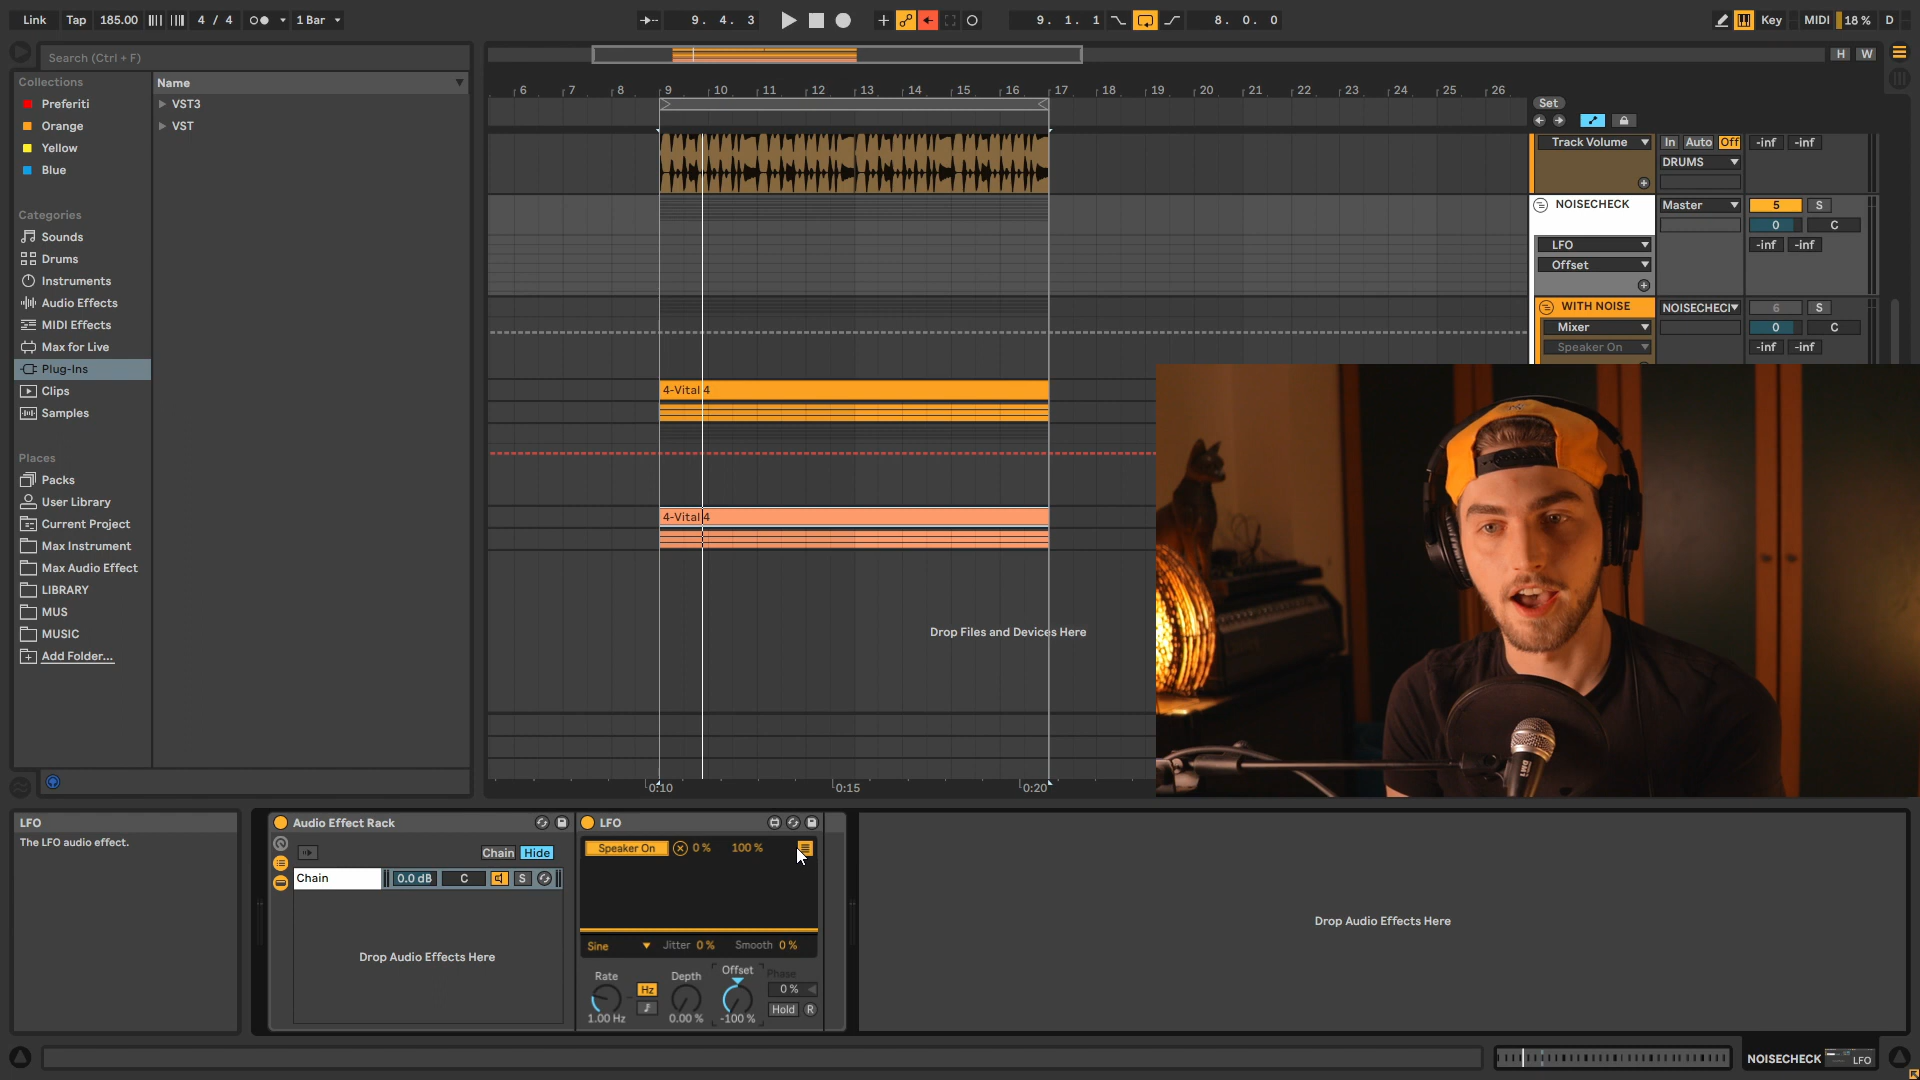 Link Tap 185.00 4 / 4 1 Bar 9. 4. 3 9. 1. 1 8. 0. 0 Key MIDI 18 % D
Search (Ctrl + F)
H W
Collections
Preferiti
Orange
Yellow
Blue
Categories
Sounds
Drums
Instruments
Audio Effects
MIDI Effects
Max for Live
Plug-Ins
Clips
Samples
Places
Packs
User Library
Current Project
Max Instrument
Max Audio Effect
LIBRARY
MUS
MUSIC
Add Folder...
Name
VST3
VST
6 7 8 9 10 11 12 13 14 15 16 17 18 19 20 21 22 23 24 25 26
Set
Track Volume In Auto Off -inf -inf
DRUMS
NOISECHECK Master 5 S
0 C
LFO -inf -inf
Offset
WITH NOISE NOISECHECK 6 S
Mixer 0 C
Speaker On -inf -inf
4-Vital 4
4-Vital 4
Drop Files and Devices Here
0:10 0:15 0:20
LFO
The LFO audio effect.
Audio Effect Rack
Chain Hide
Chain 0.0 dB C S
Drop Audio Effects Here
LFO
Speaker On 0 % 100 %
Sine Jitter 0 % Smooth 0 %
Rate Hz Depth Offset Phase
0 %
Hold R
1.00 Hz 0.00 % -100 %
Drop Audio Effects Here
NOISECHECK LFO